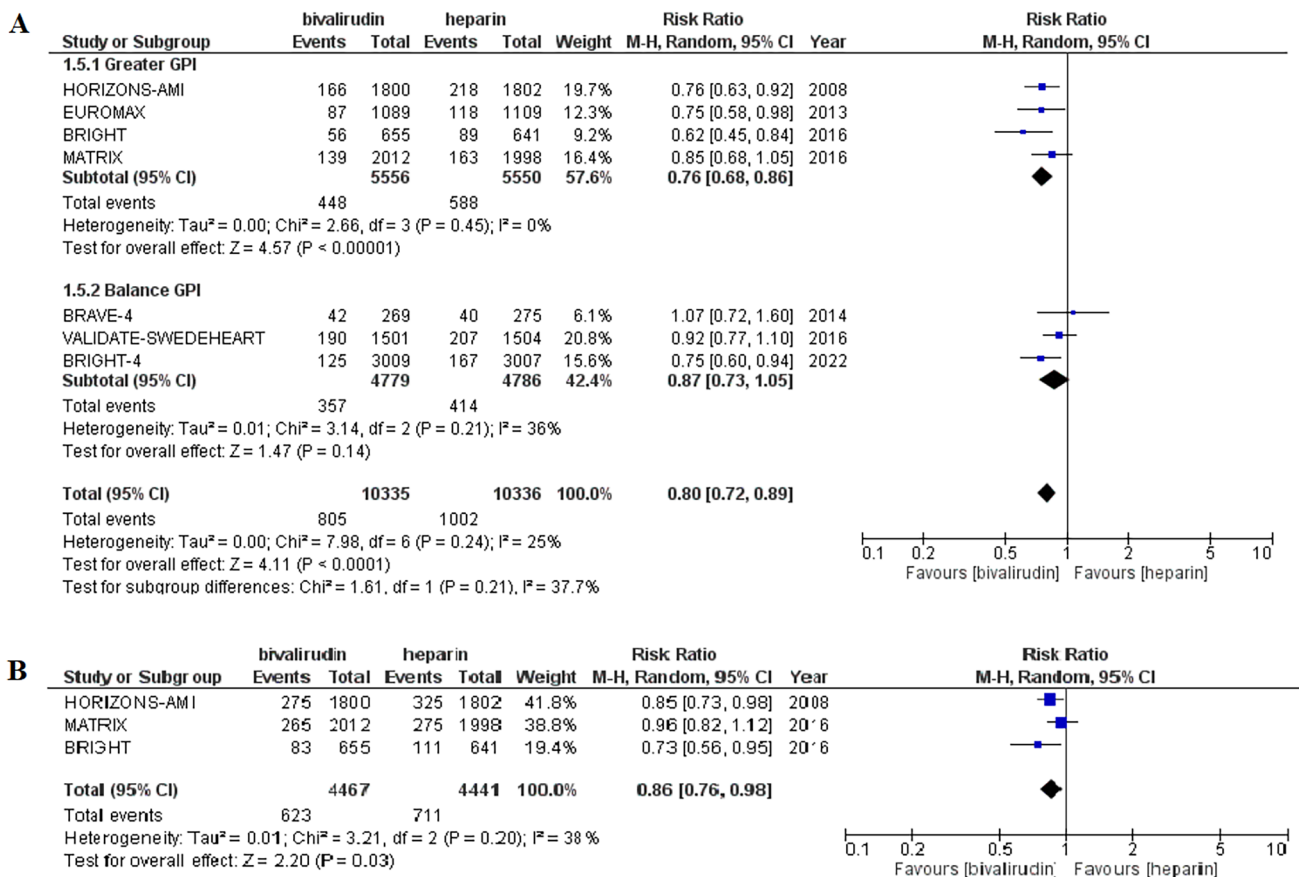 A
bivalirudin heparin Risk Ratio Risk Ratio
Study or Subgroup Events Total Events Total Weight M-H, Random, 95% CI Year M-H, Random, 95% CI
1.5.1 Greater GPI
HORIZONS-AMI 166 1800 218 1802 19.7% 0.76 [0.63, 0.92] 2008
EUROMAX 87 1089 118 1109 12.3% 0.75 [0.58, 0.98] 2013
BRIGHT 56 655 89 641 9.2% 0.62 [0.45, 0.84] 2016
MATRIX 139 2012 163 1998 16.4% 0.85 [0.68, 1.05] 2016
Subtotal (95% CI) 5556 5550 57.6% 0.76 [0.68, 0.86]
Total events 448 588
Heterogeneity: Tau² = 0.00; Chi² = 2.66, df = 3 (P = 0.45); I² = 0%
Test for overall effect: Z = 4.57 (P < 0.00001)
1.5.2 Balance GPI
BRAVE-4 42 269 40 275 6.1% 1.07 [0.72, 1.60] 2014
VALIDATE-SWEDEHEART 190 1501 207 1504 20.8% 0.92 [0.77, 1.10] 2016
BRIGHT-4 125 3009 167 3007 15.6% 0.75 [0.60, 0.94] 2022
Subtotal (95% CI) 4779 4786 42.4% 0.87 [0.73, 1.05]
Total events 357 414
Heterogeneity: Tau² = 0.01; Chi² = 3.14, df = 2 (P = 0.21); I² = 36%
Test for overall effect: Z = 1.47 (P = 0.14)
Total (95% CI) 10335 10336 100.0% 0.80 [0.72, 0.89]
Total events 805 1002
Heterogeneity: Tau² = 0.00; Chi² = 7.98, df = 6 (P = 0.24); I² = 25%
Test for overall effect: Z = 4.11 (P < 0.0001)
Test for subgroup differences: Chi² = 1.61, df = 1 (P = 0.21), I² = 37.7%
0.1 0.2 0.5 1 2 5 10
Favours [bivalirudin] Favours [heparin]
B
bivalirudin heparin Risk Ratio Risk Ratio
Study or Subgroup Events Total Events Total Weight M-H, Random, 95% CI Year M-H, Random, 95% CI
HORIZONS-AMI 275 1800 325 1802 41.8% 0.85 [0.73, 0.98] 2008
MATRIX 265 2012 275 1998 38.8% 0.96 [0.82, 1.12] 2016
BRIGHT 83 655 111 641 19.4% 0.73 [0.56, 0.95] 2016
Total (95% CI) 4467 4441 100.0% 0.86 [0.76, 0.98]
Total events 623 711
Heterogeneity: Tau² = 0.01; Chi² = 3.21, df = 2 (P = 0.20); I² = 38%
Test for overall effect: Z = 2.20 (P = 0.03)
0.1 0.2 0.5 1 2 5 10
Favours [bivalirudin] Favours [heparin]